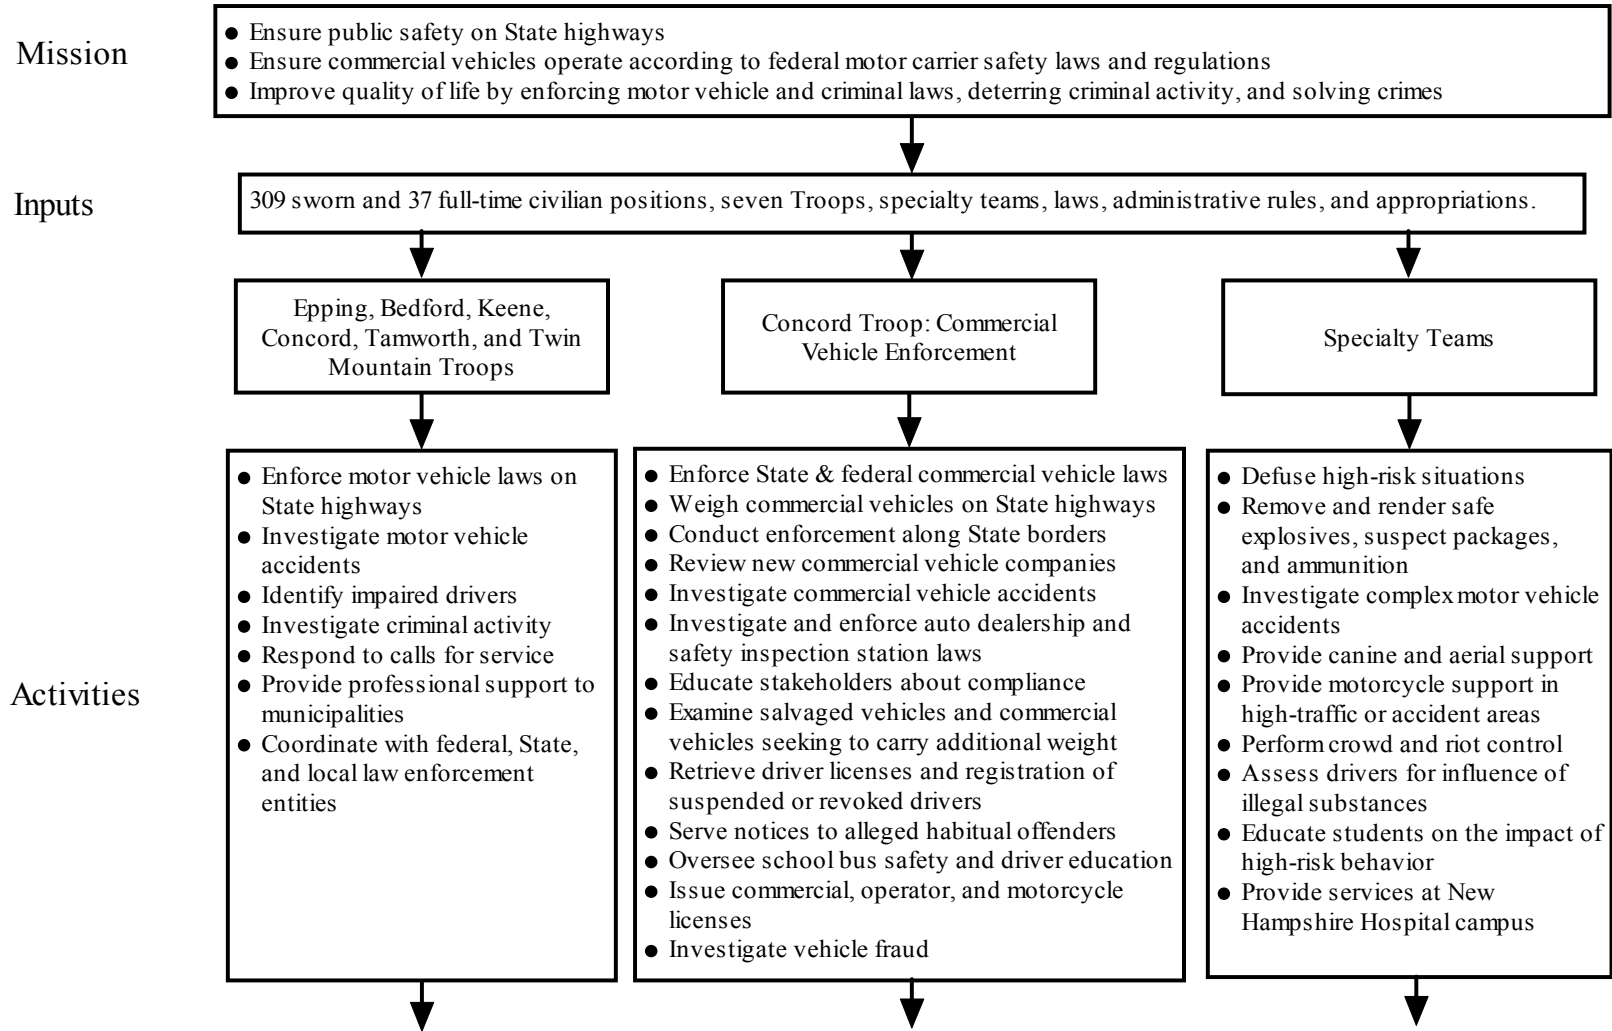 Mission
● Ensure public safety on State highways
● Ensure commercial vehicles operate according to federal motor carrier safety laws and regulations
● Improve quality of life by enforcing motor vehicle and criminal laws, deterring criminal activity, and solving crimes
Inputs
309 sworn and 37 full-time civilian positions, seven Troops, specialty teams, laws, administrative rules, and appropriations.
Epping, Bedford, Keene,
Concord, Tamworth, and Twin
Mountain Troops
Concord Troop: Commercial
Vehicle Enforcement
Specialty Teams
Activities
● Enforce motor vehicle laws on
State highways
● Investigate motor vehicle
accidents
● Identify impaired drivers
● Investigate criminal activity
● Respond to calls for service
● Provide professional support to
municipalities
● Coordinate with federal, State,
and local law enforcement
entities
● Enforce State & federal commercial vehicle laws
● Weigh commercial vehicles on State highways
● Conduct enforcement along State borders
● Review new commercial vehicle companies
● Investigate commercial vehicle accidents
● Investigate and enforce auto dealership and
safety inspection station laws
● Educate stakeholders about compliance
● Examine salvaged vehicles and commercial
vehicles seeking to carry additional weight
● Retrieve driver licenses and registration of
suspended or revoked drivers
● Serve notices to alleged habitual offenders
● Oversee school bus safety and driver education
● Issue commercial, operator, and motorcycle
licenses
● Investigate vehicle fraud
● Defuse high-risk situations
● Remove and render safe
explosives, suspect packages,
and ammunition
● Investigate complex motor vehicle
accidents
● Provide canine and aerial support
● Provide motorcycle support in
high-traffic or accident areas
● Perform crowd and riot control
● Assess drivers for influence of
illegal substances
● Educate students on the impact of
high-risk behavior
● Provide services at New
Hampshire Hospital campus